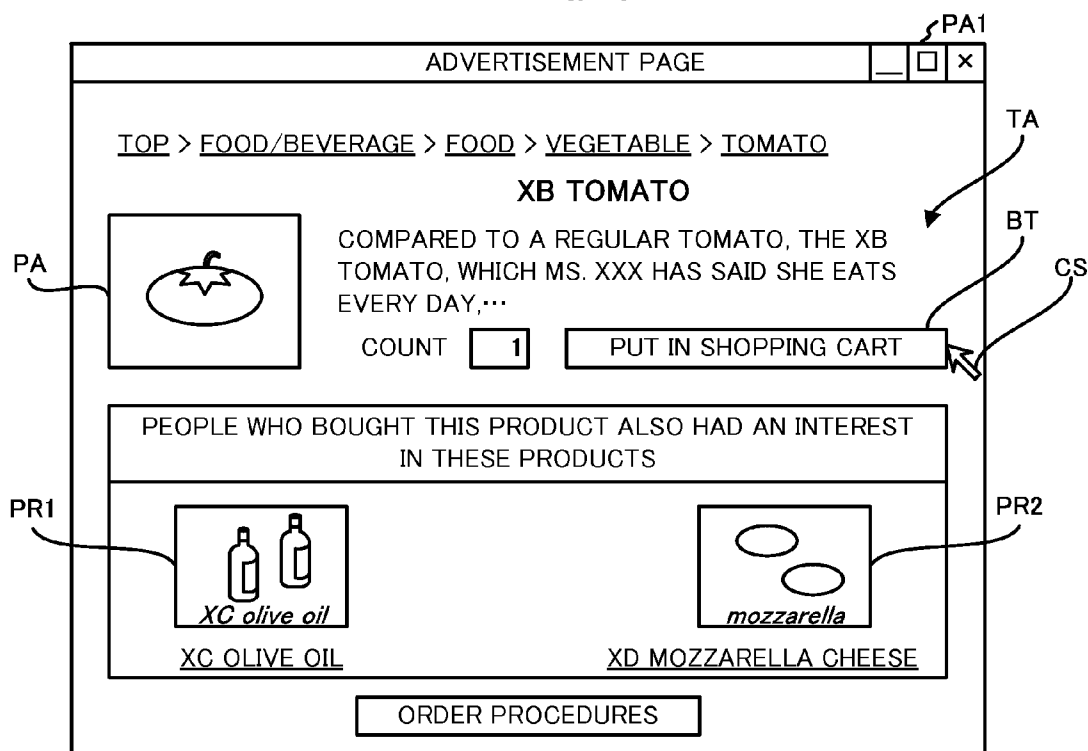 PA1
ADVERTISEMENT PAGE
TOP > FOOD/BEVERAGE > FOOD > VEGETABLE > TOMATO
TA
XB TOMATO
BT
COMPARED TO A REGULAR TOMATO, THE XB
TOMATO, WHICH MS. XXX HAS SAID SHE EATS
EVERY DAY,···
PA
CS
COUNT 1 PUT IN SHOPPING CART
PEOPLE WHO BOUGHT THIS PRODUCT ALSO HAD AN INTEREST
IN THESE PRODUCTS
PR1
PR2
XC olive oil
mozzarella
XC OLIVE OIL
XD MOZZARELLA CHEESE
ORDER PROCEDURES